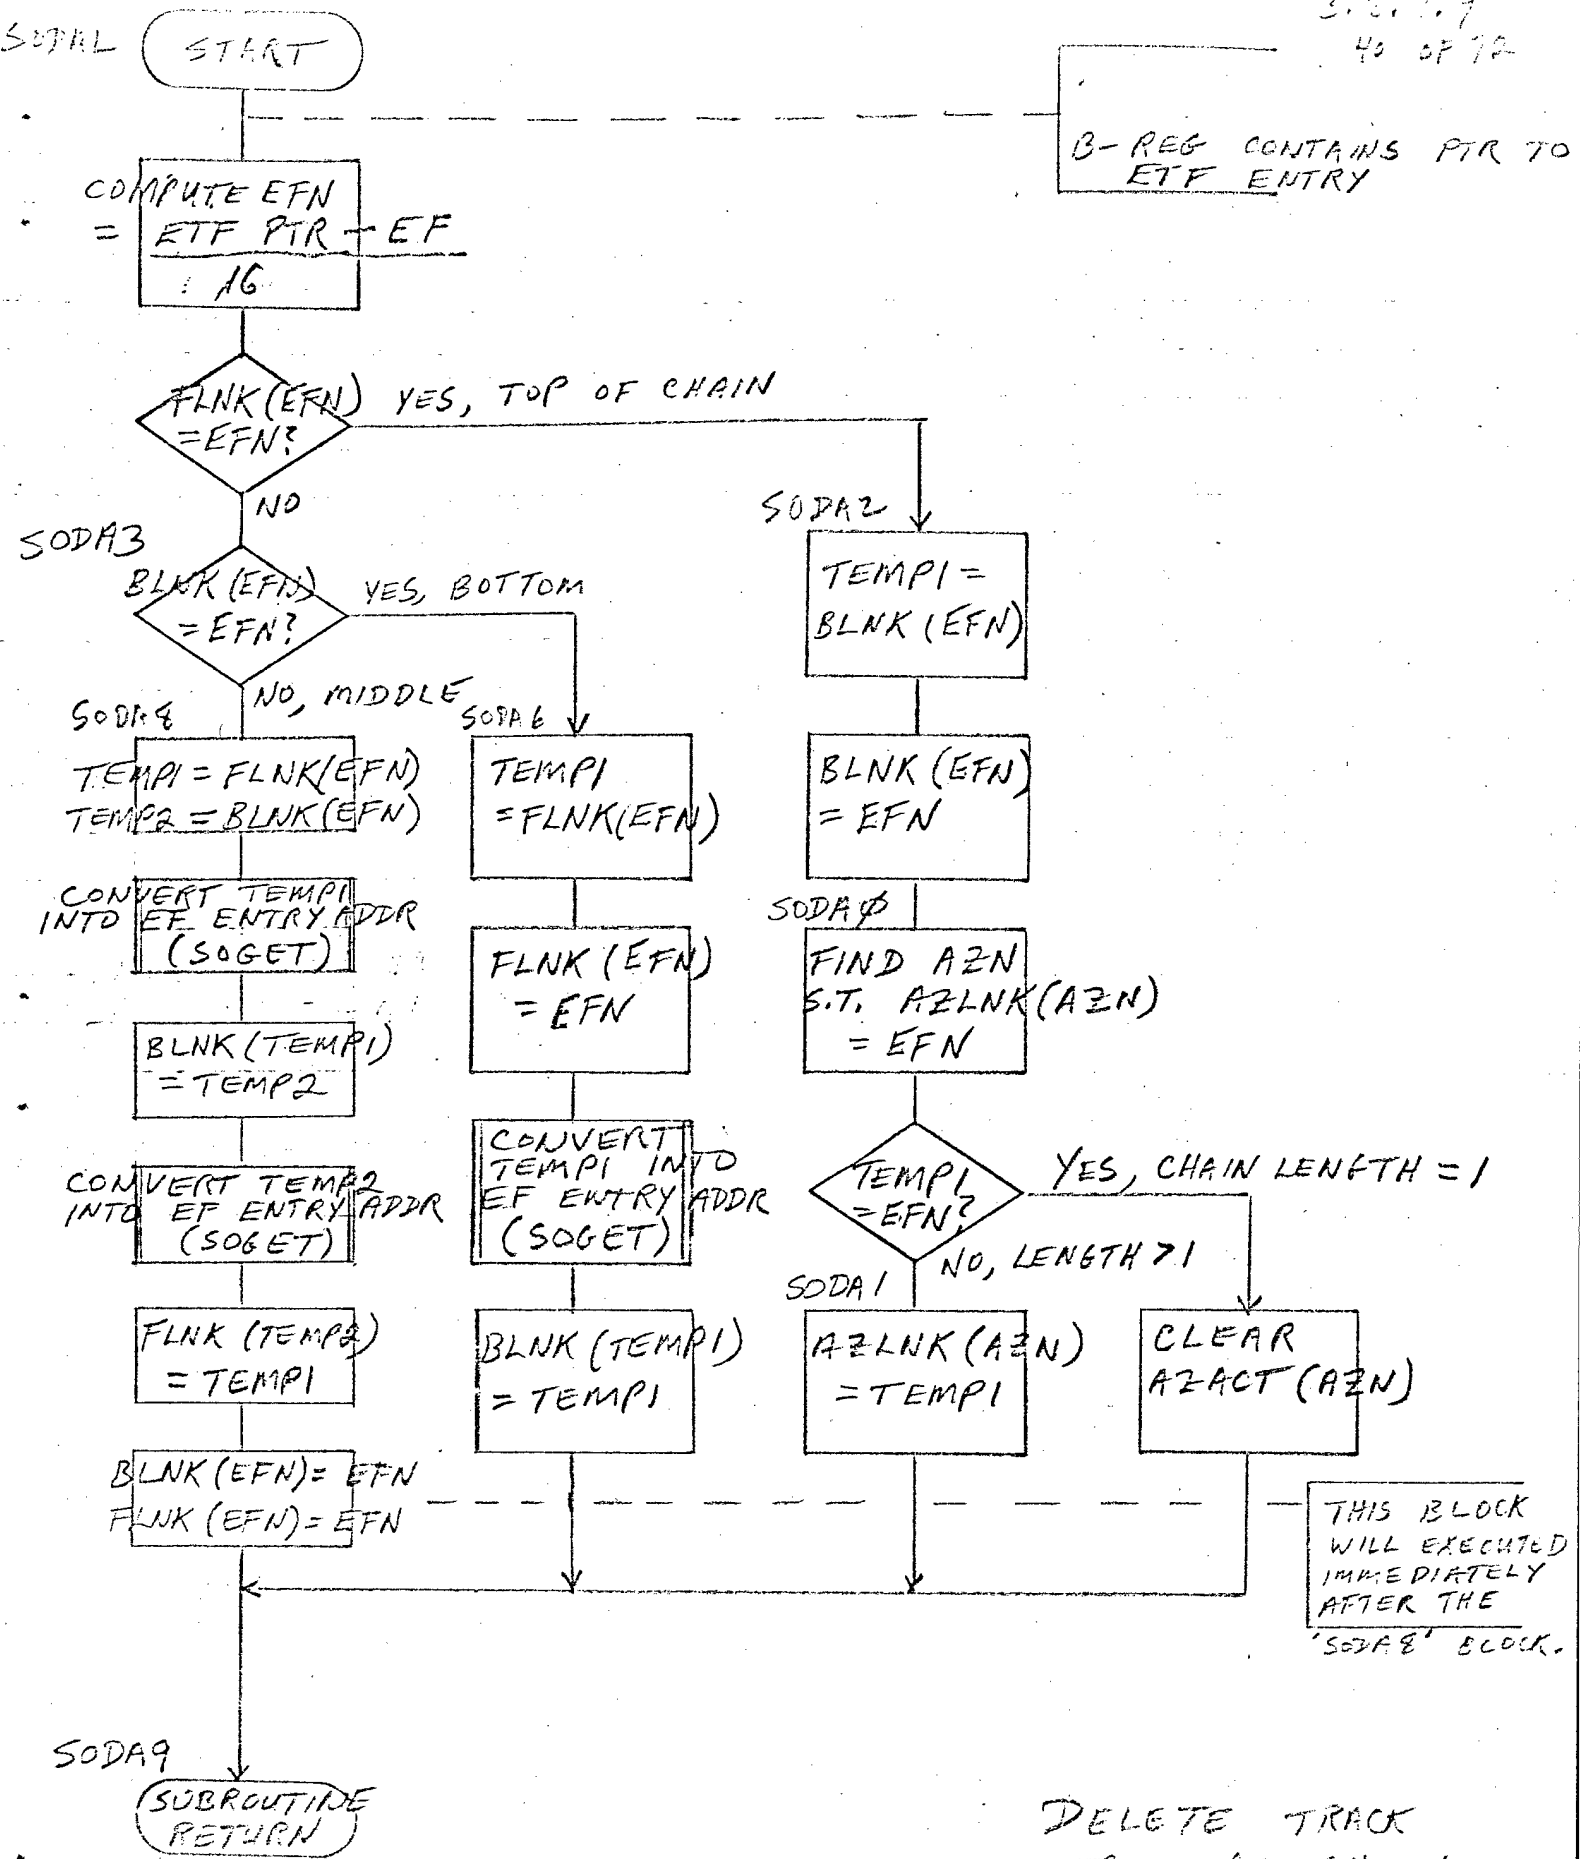 SODAL
START
40 OF 72
B-REG CONTAINS PTR TO
ETF ENTRY
COMPUTE EFN
= ETF PTR - EF
16
FLNK(EFN)
=EFN?
YES, TOP OF CHAIN
NO
SODA3
BLNK(EFN)
=EFN?
YES, BOTTOM
NO, MIDDLE
SODA2
TEMP1 =
BLNK(EFN)
BLNK(EFN)
= EFN
SODA8
TEMP1 = FLNK(EFN)
TEMP2 = BLNK(EFN)
CONVERT TEMP1
INTO EF ENTRY ADDR
(SOGET)
BLNK(TEMP1)
= TEMP2
CONVERT TEMP2
INTO EF ENTRY ADDR
(SOGET)
FLNK (TEMP2)
= TEMP1
BLNK(EFN)= EFN
FLNK(EFN)= EFN
SODA6
TEMP1
=FLNK(EFN)
FLNK(EFN)
= EFN
CONVERT
TEMP1 INTO
EF ENTRY ADDR
(SOGET)
BLNK(TEMP1)
= TEMP1
SODAØ
FIND AZN
S.T. AZLNK(AZN)
= EFN
TEMP1
=EFN?
YES, CHAIN LENGTH = 1
NO, LENGTH > 1
SODA1
AZLNK(AZN)
= TEMP1
CLEAR
AZACT(AZN)
THIS BLOCK
WILL EXECUTED
IMMEDIATELY
AFTER THE
'SODA8' BLOCK.
SODA9
SUBROUTINE
RETURN
DELETE TRACK